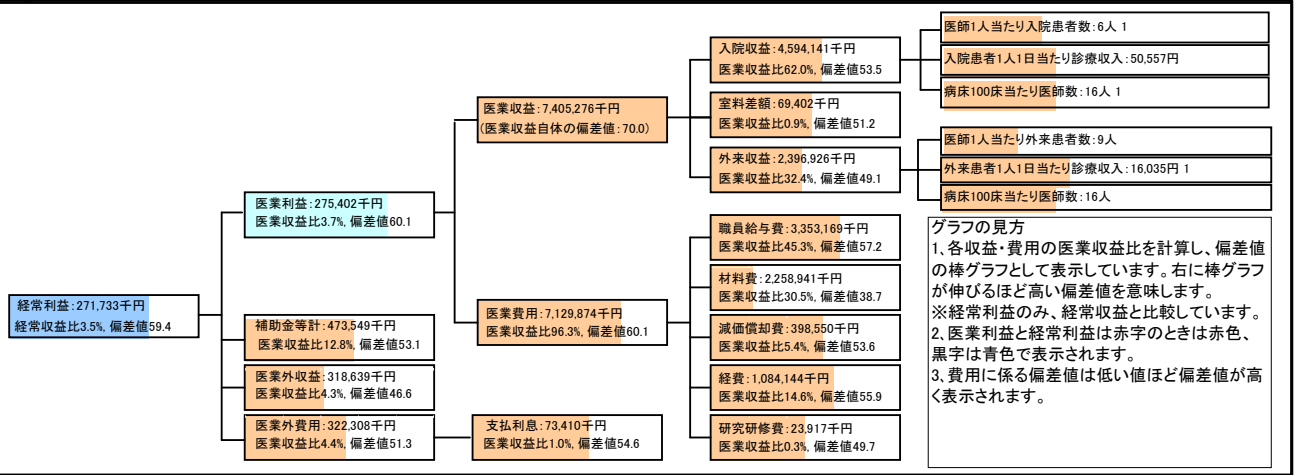 経常利益:271,733千円
経常収益比3.5%, 偏差値59.4
医業利益:275,402千円
医業収益比3.7%, 偏差値60.1
補助金等計:473,549千円
医業収益比12.8%, 偏差値53.1
医業外収益:318,639千円
医業収益比4.3%, 偏差値46.6
医業外費用:322,308千円
医業収益比4.4%, 偏差値51.3
支払利息:73,410千円
医業収益比1.0%, 偏差値54.6
医業収益:7,405,276千円
(医業収益自体の偏差値:70.0)
医業費用:7,129,874千円
医業収益比96.3%, 偏差値60.1
入院収益:4,594,141千円
医業収益比62.0%, 偏差値53.5
室料差額:69,402千円
医業収益比0.9%, 偏差値51.2
外来収益:2,396,926千円
医業収益比32.4%, 偏差値49.1
職員給与費:3,353,169千円
医業収益比45.3%, 偏差値57.2
材料費:2,258,941千円
医業収益比30.5%, 偏差値38.7
減価償却費:398,550千円
医業収益比5.4%, 偏差値53.6
経費:1,084,144千円
医業収益比14.6%, 偏差値55.9
研究研修費:23,917千円
医業収益比0.3%, 偏差値49.7
医師1人当たり入院患者数:6人 1
入院患者1人1日当たり診療収入:50,557円
病床100床当たり医師数:16人 1
医師1人当たり外来患者数:9人
外来患者1人1日当たり診療収入:16,035円 1
病床100床当たり医師数:16人
グラフの見方
1、各収益・費用の医業収益比を計算し、偏差値
の棒グラフとして表示しています。右に棒グラフ
が伸びるほど高い偏差値を意味します。
※経常利益のみ、経常収益と比較しています。
2、医業利益と経常利益は赤字のときは赤色、
黒字は青色で表示されます。
3、費用に係る偏差値は低い値ほど偏差値が高
く表示されます。